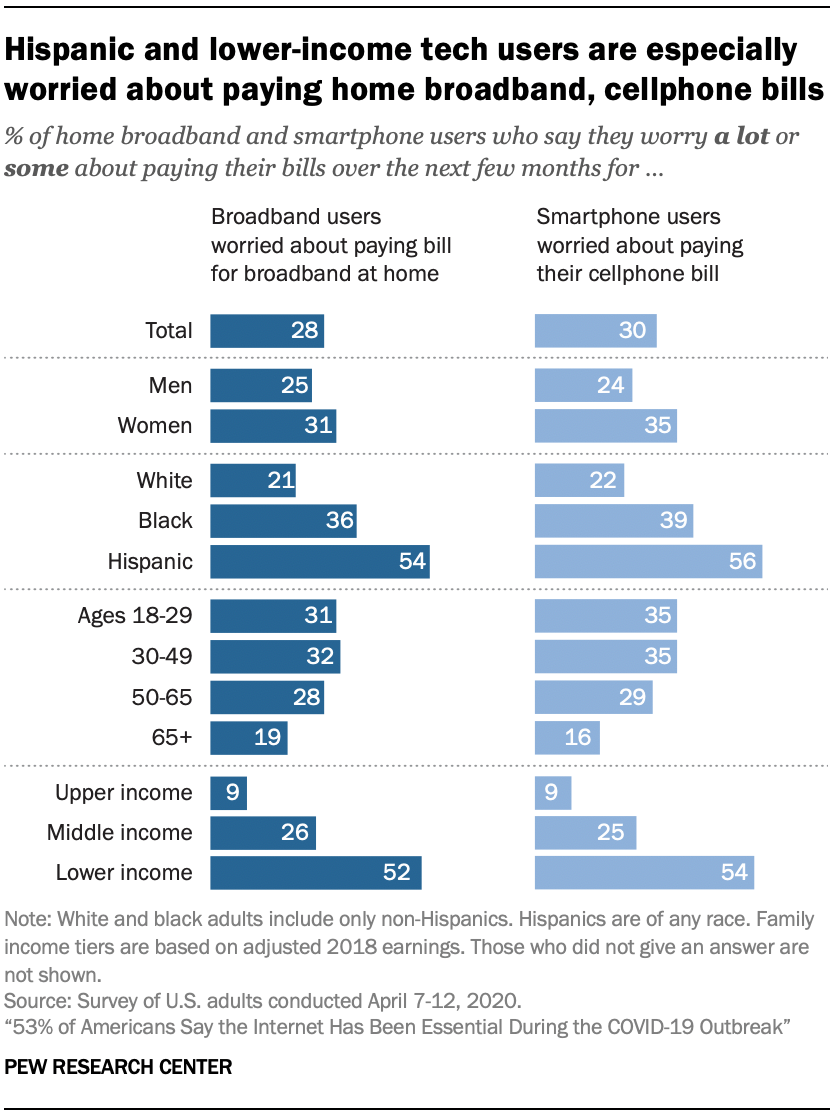 Hispanic and lower-income tech users are especially
worried about paying home broadband, cellphone bills
% of home broadband and smartphone users who say they worry a lot or
some about paying their bills over the next few months for ...
Broadband users
worried about paying bill
for broadband at home
Smartphone users
worried about paying
their cellphone bill
Total 28 30
Men 25 24
Women 31 35
White 21 22
Black 36 39
Hispanic 54 56
Ages 18-29 31 35
30-49 32 35
50-65 28 29
65+ 19 16
Upper income 9 9
Middle income 26 25
Lower income 52 54
Note: White and black adults include only non-Hispanics. Hispanics are of any race. Family
income tiers are based on adjusted 2018 earnings. Those who did not give an answer are
not shown.
Source: Survey of U.S. adults conducted April 7-12, 2020.
“53% of Americans Say the Internet Has Been Essential During the COVID-19 Outbreak”
PEW RESEARCH CENTER